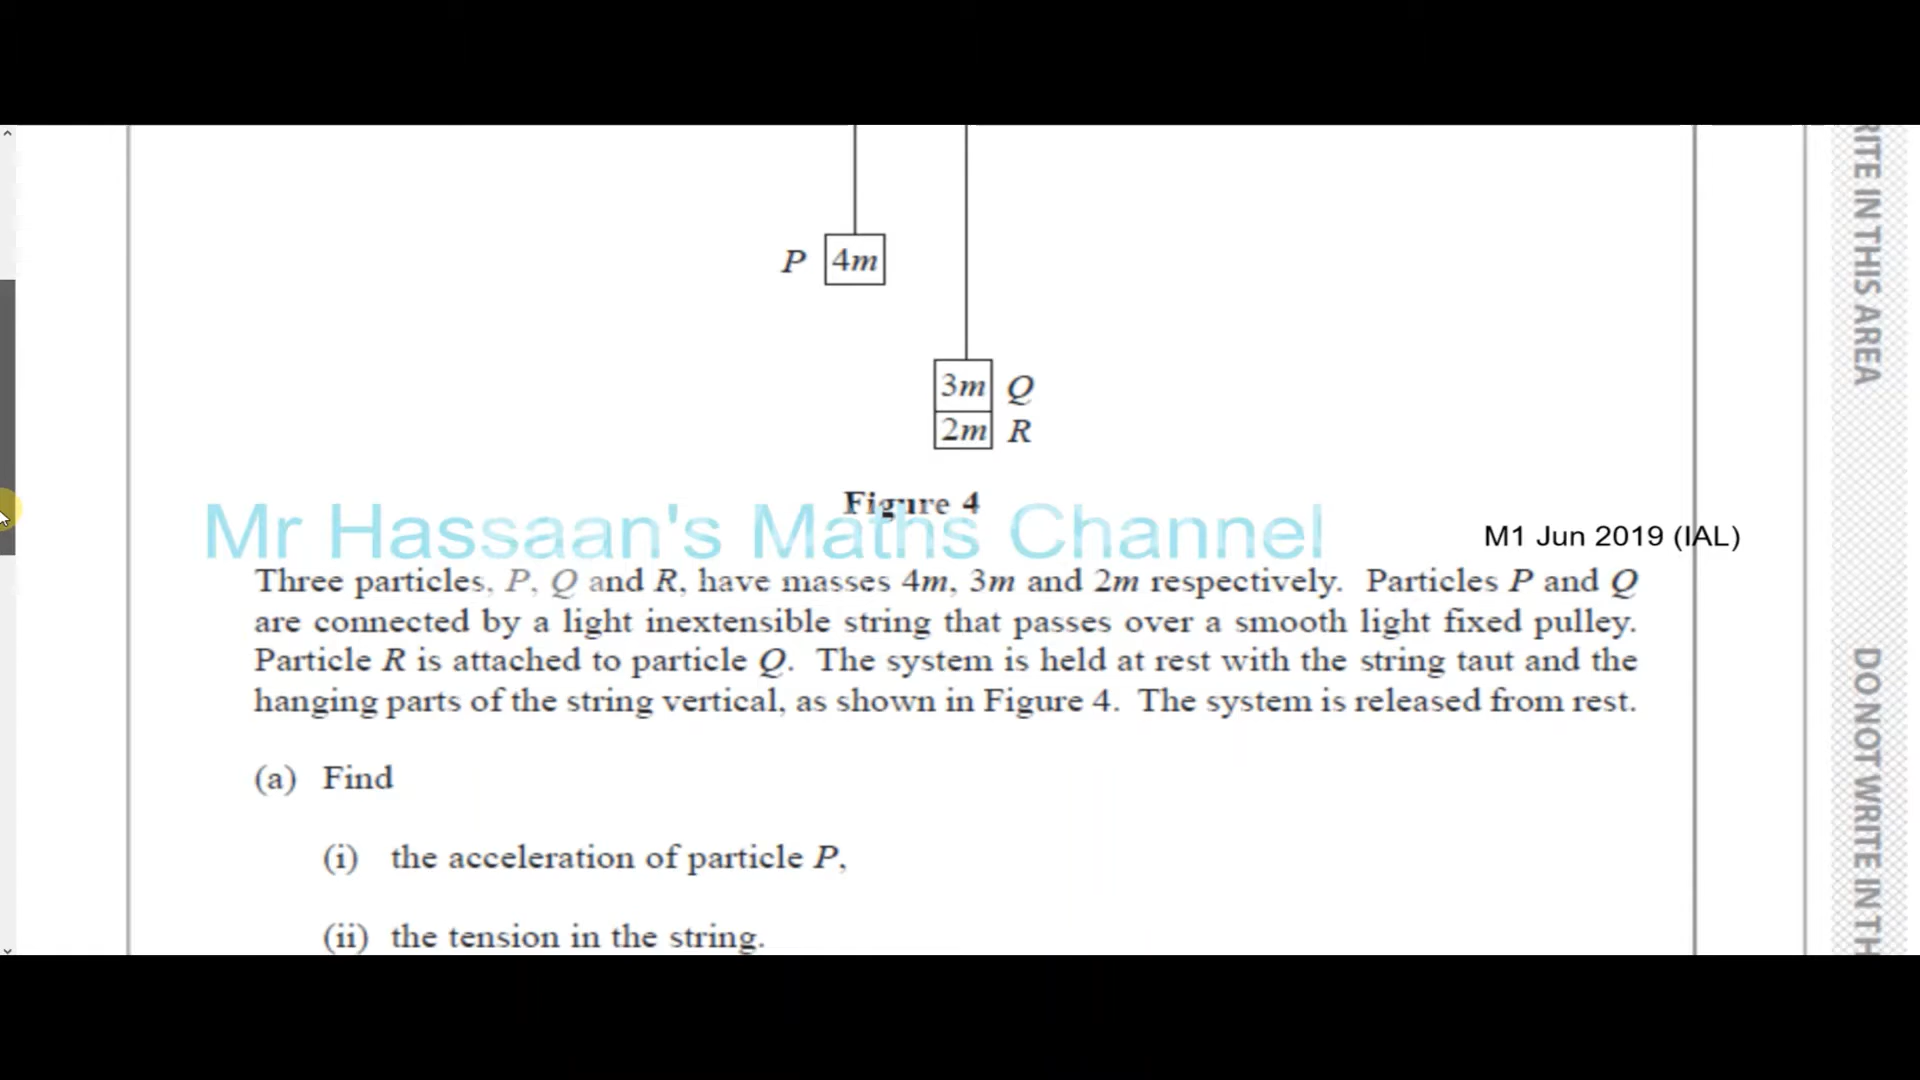 RITE IN THIS AREA
P 4m
3m Q
2m R
Figure 4
Mr Hassaan's Maths Channel
M1 Jun 2019 (IAL)
Three particles, P, Q and R, have masses 4m, 3m and 2m respectively. Particles P and Q
are connected by a light inextensible string that passes over a smooth light fixed pulley.
Particle R is attached to particle Q. The system is held at rest with the string taut and the
hanging parts of the string vertical, as shown in Figure 4. The system is released from rest.
(a) Find
(i) the acceleration of particle P,
(ii) the tension in the string.
DO NOT WRITE IN TH